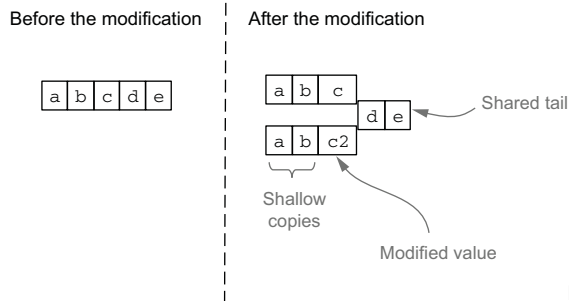 Before the modification
After the modification
a b c d e
a b c
d e
Shared tail
a b c2
Shallow
copies
Modified value